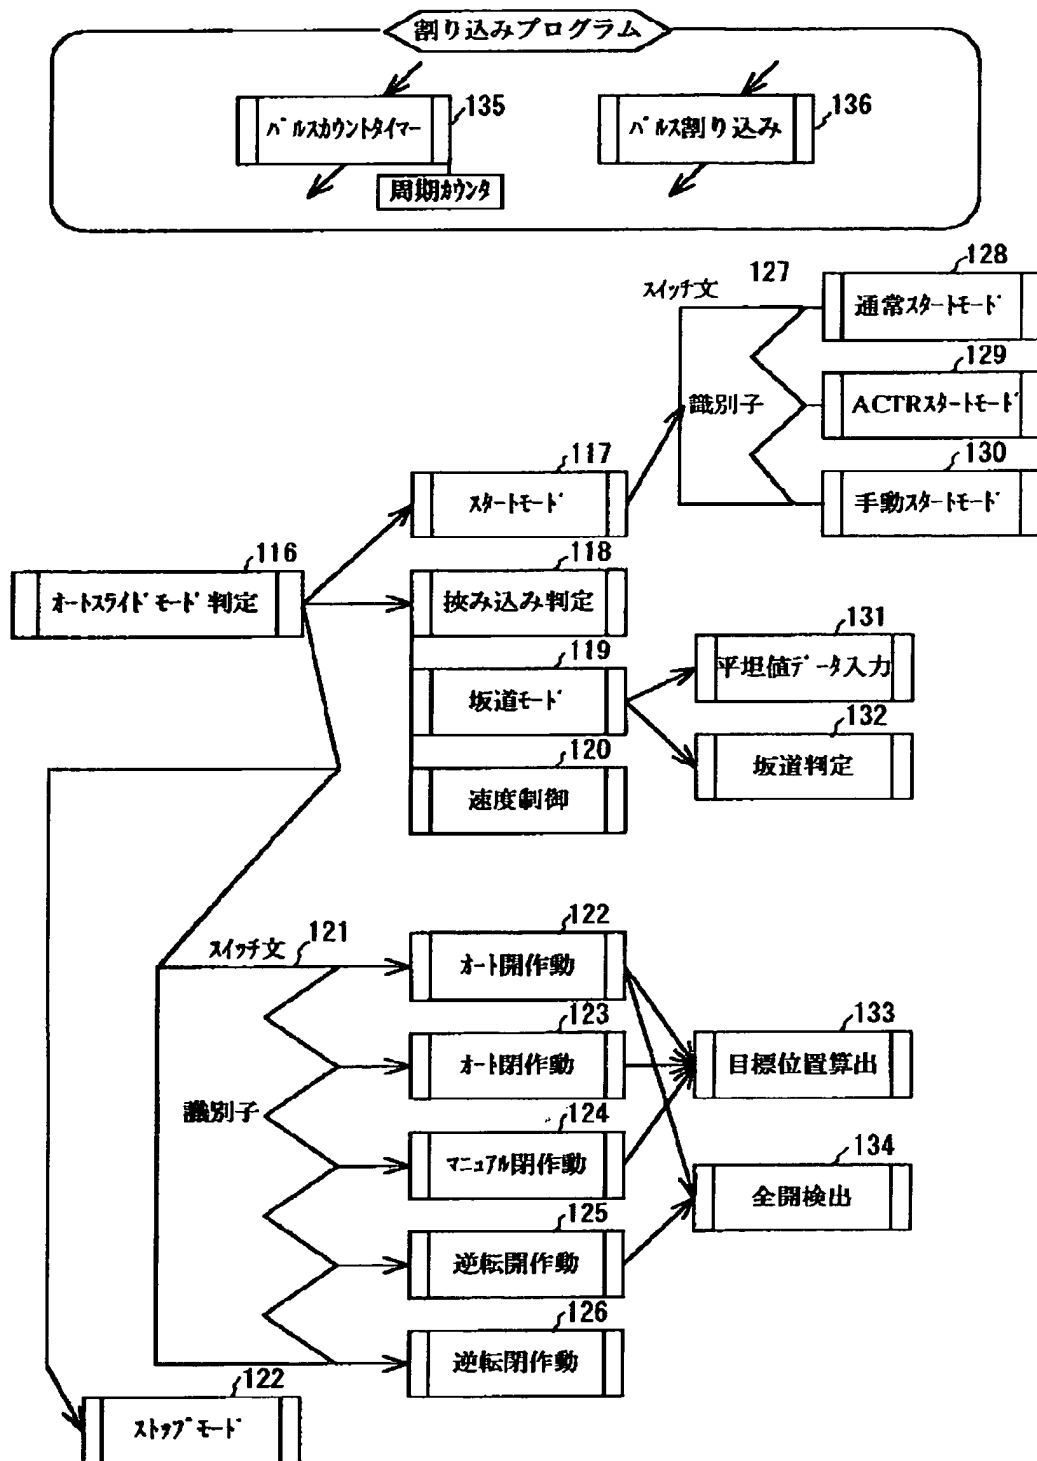 割り込みプログラム
135
パルスカウントタイマー
周期カウンタ
136
パルス割り込み
スイッチ文
127
識別子
128
通常スタートモード
129
ACTRスタートモード
130
手動スタートモード
117
スタートモード
116
オートスライドモード判定
118
挟み込み判定
119
坂道モード
131
平坦値データ入力
132
坂道判定
120
速度制御
スイッチ文
121
識別子
122
オート開作動
123
オート閉作動
133
目標位置算出
124
マニュアル閉作動
134
全開検出
125
逆転開作動
126
逆転閉作動
122
ストップモード